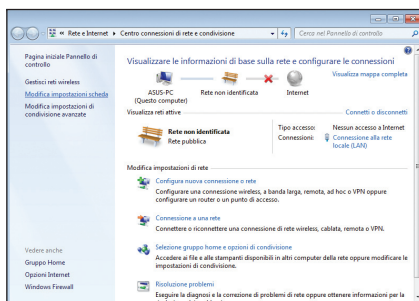 « Rete e Internet ▸ Centro connessioni di rete e condivisione
Cerca nel Pannello di controllo
Pagina iniziale Pannello di
controllo
Gestisci reti wireless
Modifica impostazioni scheda
Modifica impostazioni di
condivisione avanzate
Vedere anche
Gruppo Home
Opzioni Internet
Windows Firewall
Visualizzare le informazioni di base sulla rete e configurare le connessioni
Visualizza mappa completa
ASUS-PC
(Questo computer)
Rete non identificata
Internet
Visualizza reti attive
Connetti o disconnetti
Rete non identificata
Rete pubblica
Tipo accesso: Nessun accesso a Internet
Connessioni: Connessione alla rete
locale (LAN)
Modifica impostazioni di rete
Configura nuova connessione o rete
Configurare una connessione wireless, a banda larga, remota, ad hoc o VPN oppure
configurare un router o un punto di accesso.
Connessione a una rete
Connettere o riconnettere una connessione di rete wireless, cablata, remota o VPN.
Selezione gruppo home e opzioni di condivisione
Accedere ai file e alle stampanti disponibili in altri computer della rete oppure modificare le
impostazioni di condivisione.
Risoluzione problemi
Eseguire la diagnosi e la correzione di problemi di rete oppure ottenere informazioni per la